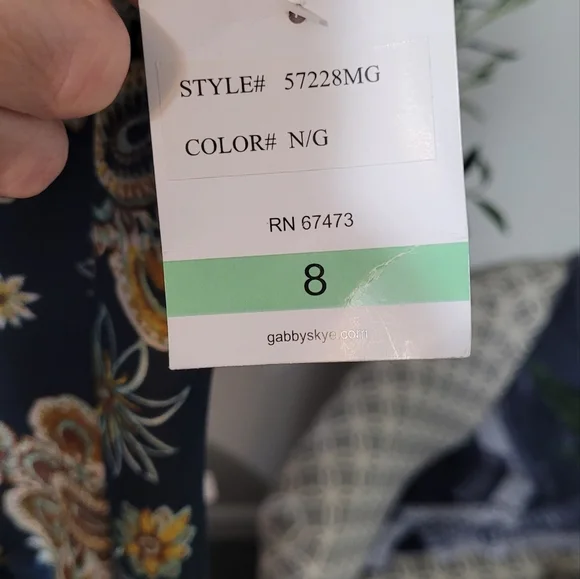 STYLE# 57228MG
COLOR# N/G
RN 67473
8
gabbyskye.com